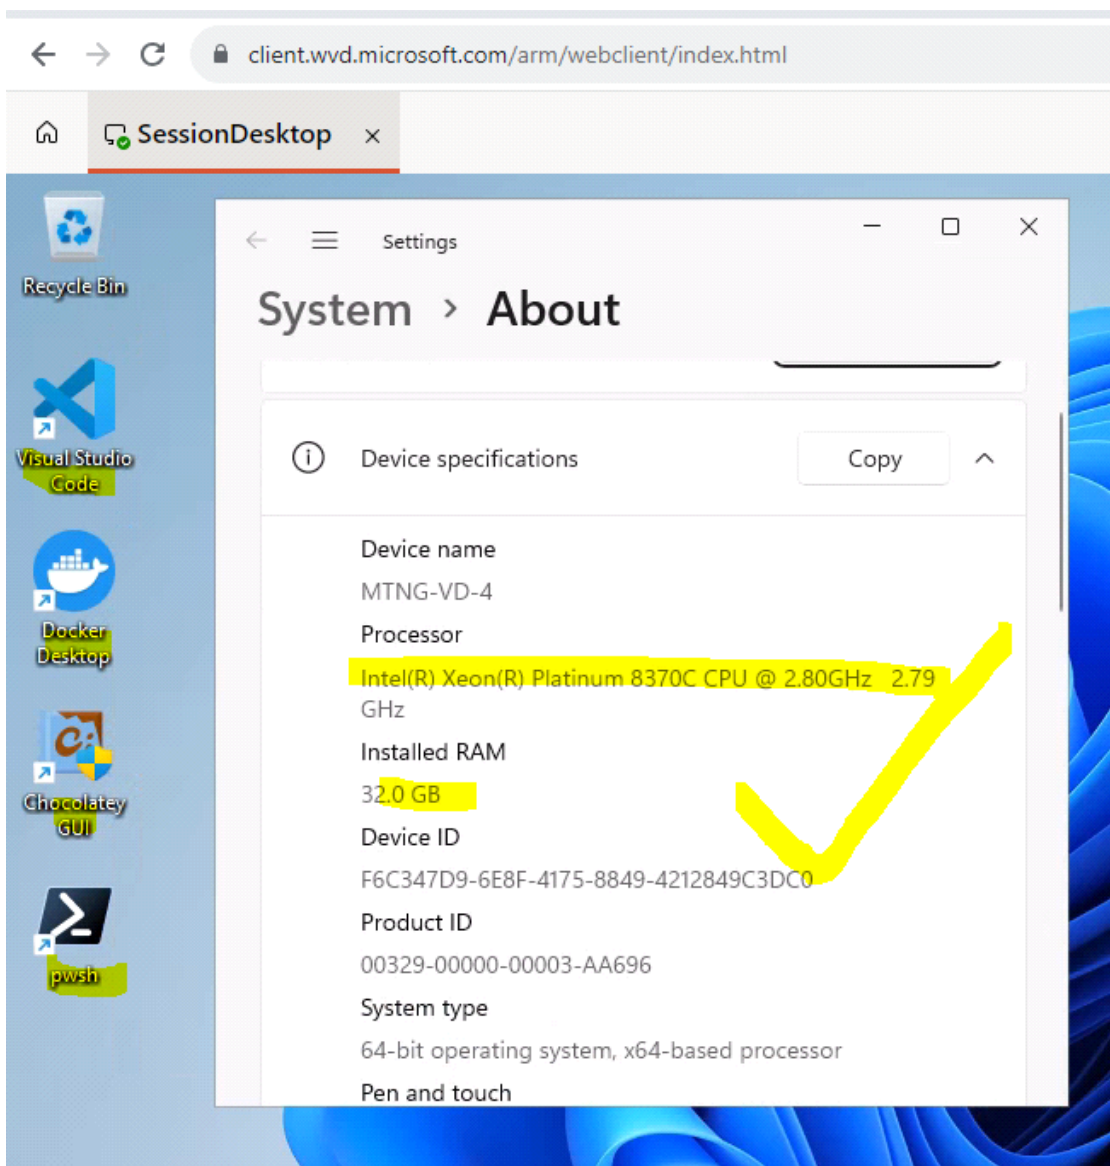 client.wvd.microsoft.com/arm/webclient/index.html
SessionDesktop
Recycle Bin
Visual Studio
Code
Docker
Desktop
Chocolatey
GUI
pwsh
Settings
System > About
Device specifications
Copy
Device name
MTNG-VD-4
Processor
Intel(R) Xeon(R) Platinum 8370C CPU @ 2.80GHz 2.79
GHz
Installed RAM
32.0 GB
Device ID
F6C347D9-6E8F-4175-8849-4212849C3DC0
Product ID
00329-00000-00003-AA696
System type
64-bit operating system, x64-based processor
Pen and touch